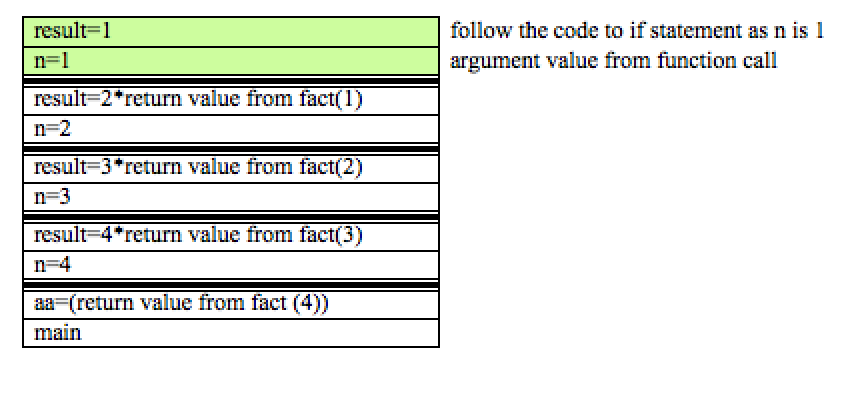 result=1
follow the code to if statement as n is 1
n=1
argument value from function call
result=2*return value from fact(1)
n=2
result=3*return value from fact(2)
n=3
result=4*return value from fact(3)
n=4
aa=(return value from fact (4))
main